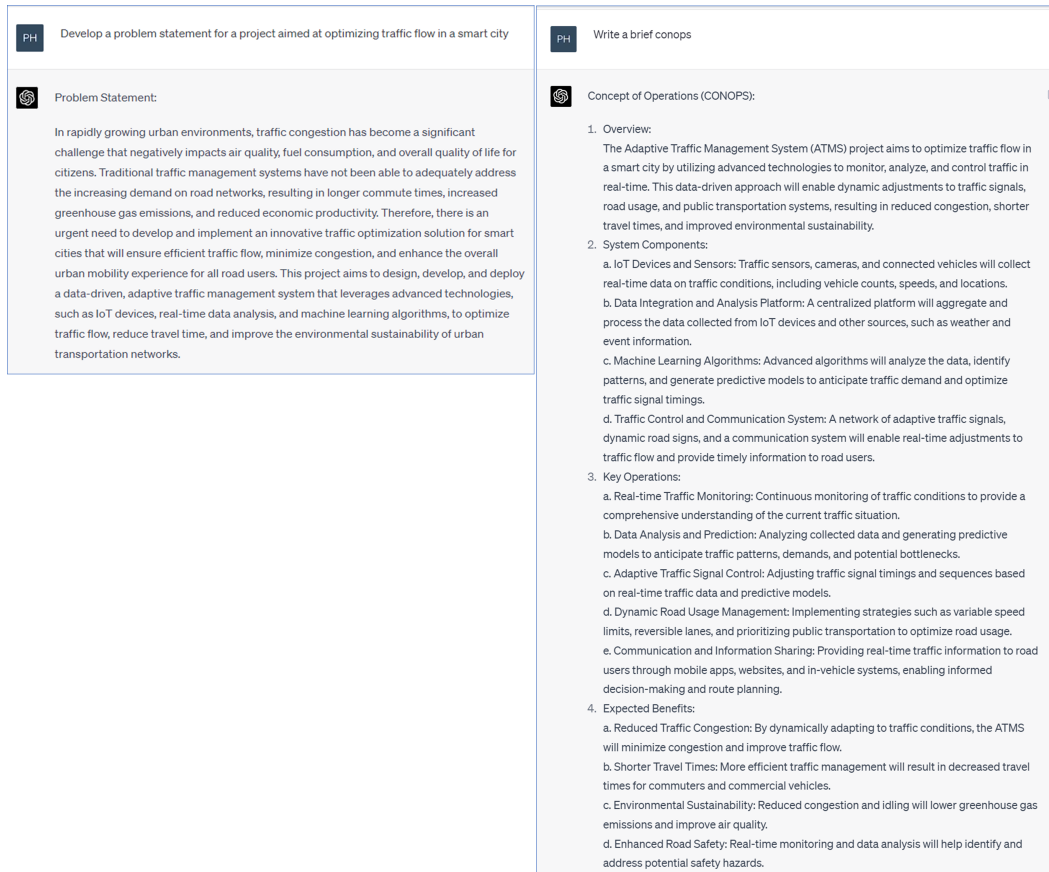 PH
Develop a problem statement for a project aimed at optimizing traffic flow in a smart city
Problem Statement:
In rapidly growing urban environments, traffic congestion has become a significant
challenge that negatively impacts air quality, fuel consumption, and overall quality of life for
citizens. Traditional traffic management systems have not been able to adequately address
the increasing demand on road networks, resulting in longer commute times, increased
greenhouse gas emissions, and reduced economic productivity. Therefore, there is an
urgent need to develop and implement an innovative traffic optimization solution for smart
cities that will ensure efficient traffic flow, minimize congestion, and enhance the overall
urban mobility experience for all road users. This project aims to design, develop, and deploy
a data-driven, adaptive traffic management system that leverages advanced technologies,
such as IoT devices, real-time data analysis, and machine learning algorithms, to optimize
traffic flow, reduce travel time, and improve the environmental sustainability of urban
transportation networks.
PH
Write a brief conops
Concept of Operations (CONOPS):
1. Overview:
The Adaptive Traffic Management System (ATMS) project aims to optimize traffic flow in
a smart city by utilizing advanced technologies to monitor, analyze, and control traffic in
real-time. This data-driven approach will enable dynamic adjustments to traffic signals,
road usage, and public transportation systems, resulting in reduced congestion, shorter
travel times, and improved environmental sustainability.
2. System Components:
a. IoT Devices and Sensors: Traffic sensors, cameras, and connected vehicles will collect
real-time data on traffic conditions, including vehicle counts, speeds, and locations.
b. Data Integration and Analysis Platform: A centralized platform will aggregate and
process the data collected from IoT devices and other sources, such as weather and
event information.
c. Machine Learning Algorithms: Advanced algorithms will analyze the data, identify
patterns, and generate predictive models to anticipate traffic demand and optimize
traffic signal timings.
d. Traffic Control and Communication System: A network of adaptive traffic signals,
dynamic road signs, and a communication system will enable real-time adjustments to
traffic flow and provide timely information to road users.
3. Key Operations:
a. Real-time Traffic Monitoring: Continuous monitoring of traffic conditions to provide a
comprehensive understanding of the current traffic situation.
b. Data Analysis and Prediction: Analyzing collected data and generating predictive
models to anticipate traffic patterns, demands, and potential bottlenecks.
c. Adaptive Traffic Signal Control: Adjusting traffic signal timings and sequences based
on real-time traffic data and predictive models.
d. Dynamic Road Usage Management: Implementing strategies such as variable speed
limits, reversible lanes, and prioritizing public transportation to optimize road usage.
e. Communication and Information Sharing: Providing real-time traffic information to road
users through mobile apps, websites, and in-vehicle systems, enabling informed
decision-making and route planning.
4. Expected Benefits:
a. Reduced Traffic Congestion: By dynamically adapting to traffic conditions, the ATMS
will minimize congestion and improve traffic flow.
b. Shorter Travel Times: More efficient traffic management will result in decreased travel
times for commuters and commercial vehicles.
c. Environmental Sustainability: Reduced congestion and idling will lower greenhouse gas
emissions and improve air quality.
d. Enhanced Road Safety: Real-time monitoring and data analysis will help identify and
address potential safety hazards.